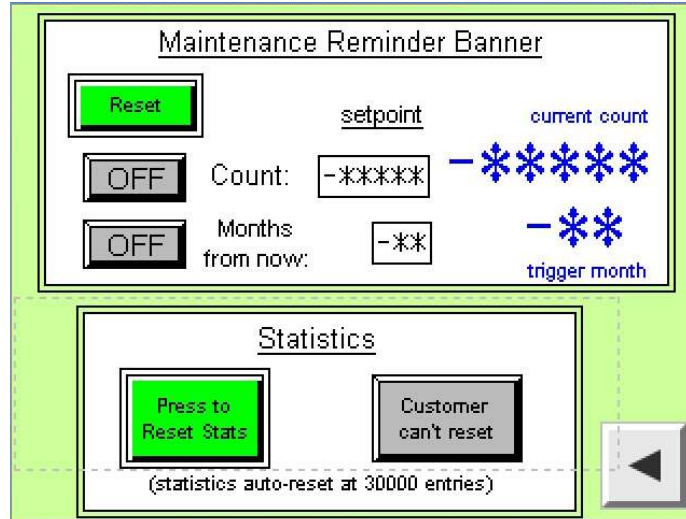 Maintenance Reminder Banner
Reset
setpoint
current count
OFF
Count:
-*****
-*****
OFF
Months
from now:
-**
-**
trigger month
Statistics
Press to
Reset Stats
Customer
can't reset
(statistics auto-reset at 30000 entries)